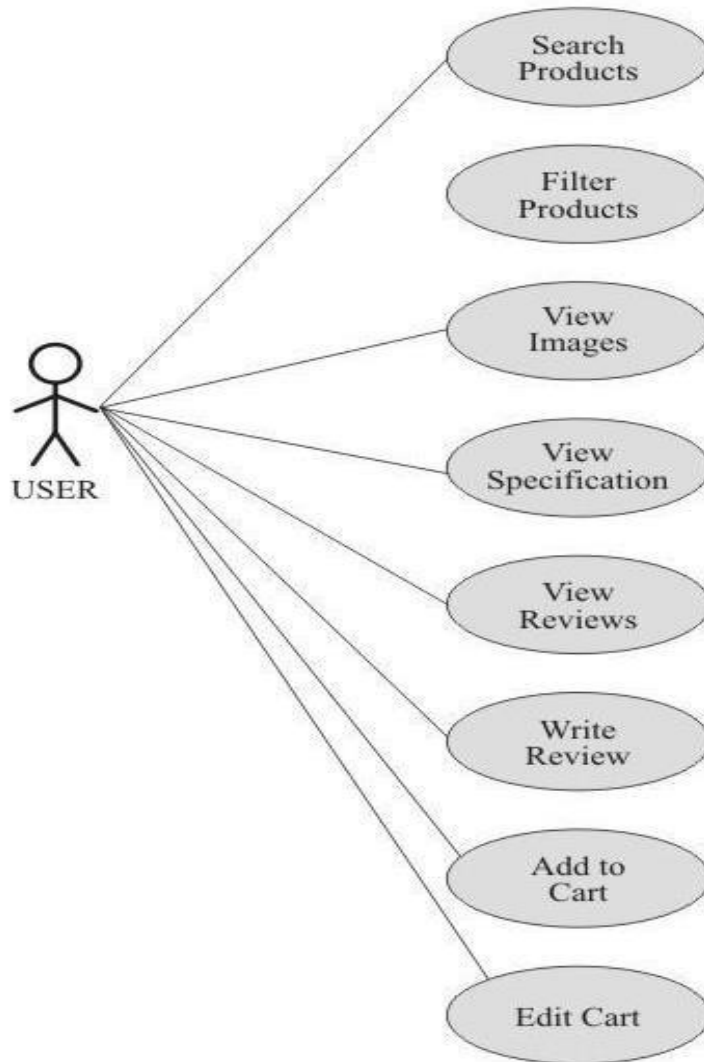 Search
Products
Filter
Products
View
Images
USER
View
Specification
View
Reviews
Write
Review
Add to
Cart
Edit Cart